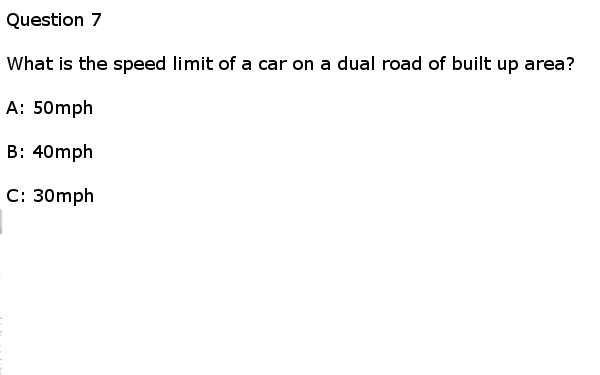 Question 7
What is the speed limit of a car on a dual road of built up area?
A: 50mph
B: 40mph
C: 30mph